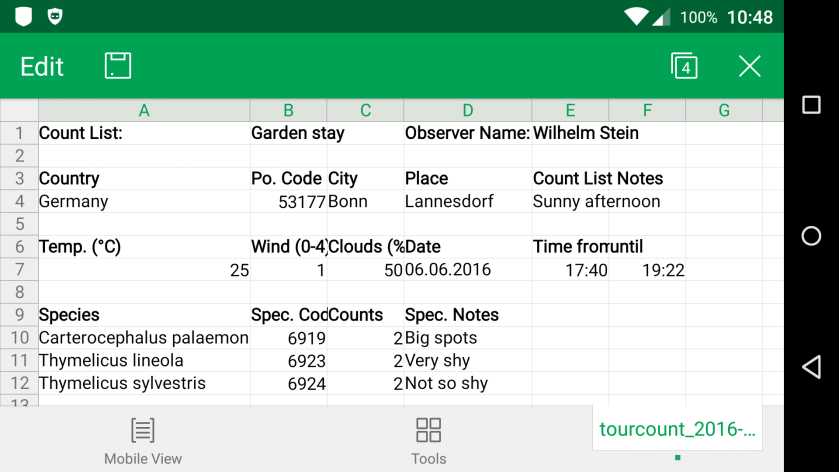 100% 10:48
Edit 4
A B C D E F G
1 Count List: Garden stay Observer Name: Wilhelm Stein
2
3 Country Po. Code City Place Count List Notes
4 Germany 53177 Bonn Lannesdorf Sunny afternoon
5
6 Temp. (°C) Wind (0-4) Clouds (% Date Time from until
7 25 1 50 06.06.2016 17:40 19:22
8
9 Species Spec. Cod Counts Spec. Notes
10 Carterocephalus palaemon 6919 2 Big spots
11 Thymelicus lineola 6923 2 Very shy
12 Thymelicus sylvestris 6924 2 Not so shy
13
Mobile View Tools tourcount_2016-...